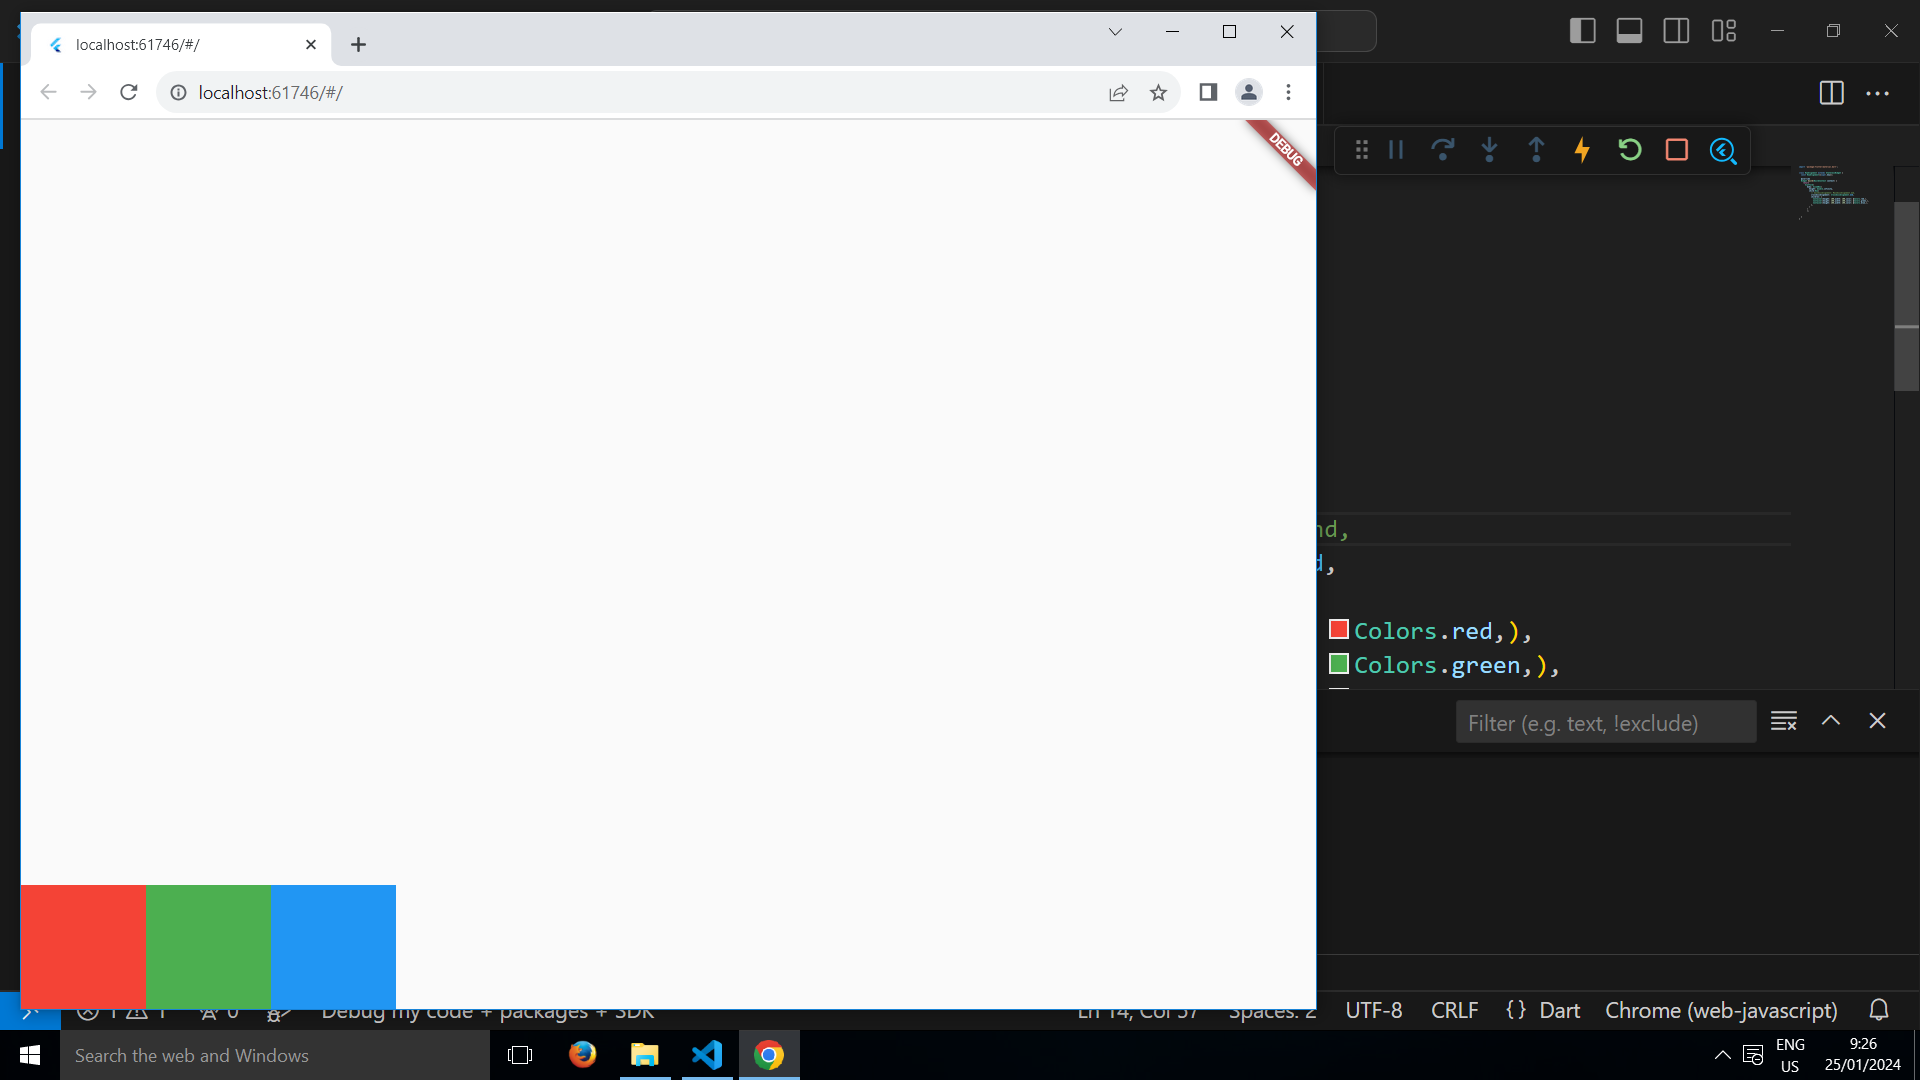 localhost:61746/#/
localhost:61746/#/
DEBUG
nd,
d,
Colors.red,),
Colors.green,),
Filter (e.g. text, !exclude)
Debug my code + packages + SDK
Ln 14, Col 57
Spaces: 2
UTF-8
CRLF
{ } Dart
Chrome (web-javascript)
Search the web and Windows
ENG
US
9:26
25/01/2024